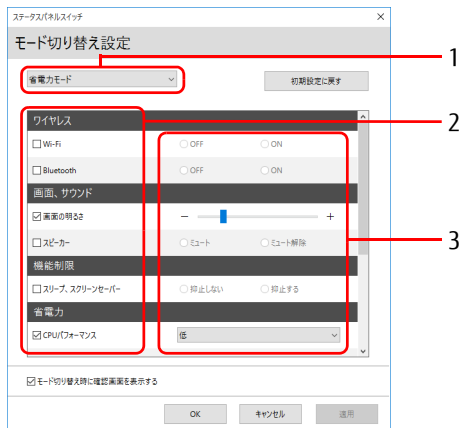 ステータスパネルスイッチ
モード切り替え設定
1
省電力モード
初期設定に戻す
ワイヤレス
2
Wi-Fi OFF ON
Bluetooth OFF ON
画面、サウンド
画面の明るさ － ＋
スピーカー ミュート ミュート解除
3
機能制限
スリープ、スクリーンセーバー 抑止しない 抑止する
省電力
CPUパフォーマンス 低
モード切り替え時に確認画面を表示する
OK キャンセル 適用